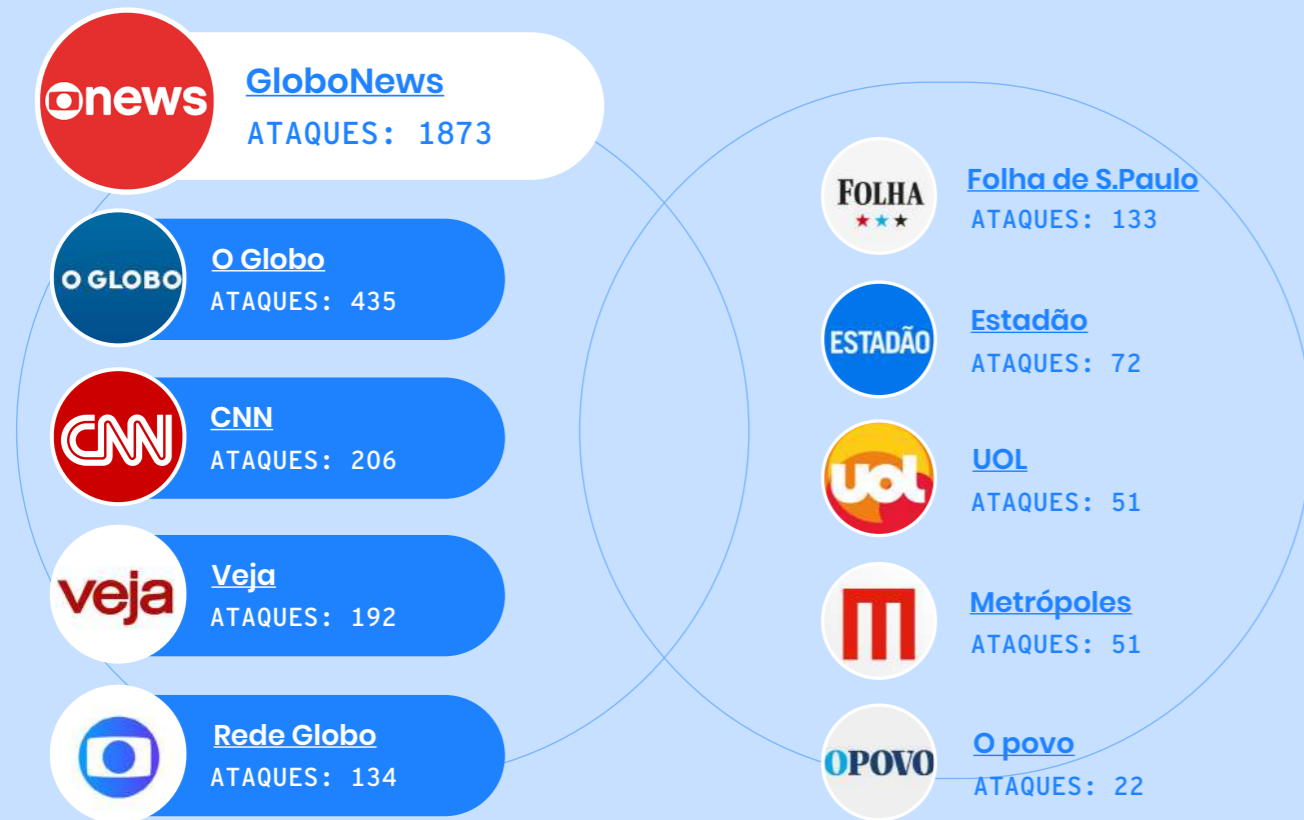 news
GloboNews
ATAQUES: 1873
O GLOBO
O Globo
ATAQUES: 435
CNN
CNN
ATAQUES: 206
veja
Veja
ATAQUES: 192
Rede Globo
ATAQUES: 134
FOLHA
Folha de S.Paulo
ATAQUES: 133
ESTADÃO
Estadão
ATAQUES: 72
uol
UOL
ATAQUES: 51
M
Metrópoles
ATAQUES: 51
OPOVO
O povo
ATAQUES: 22